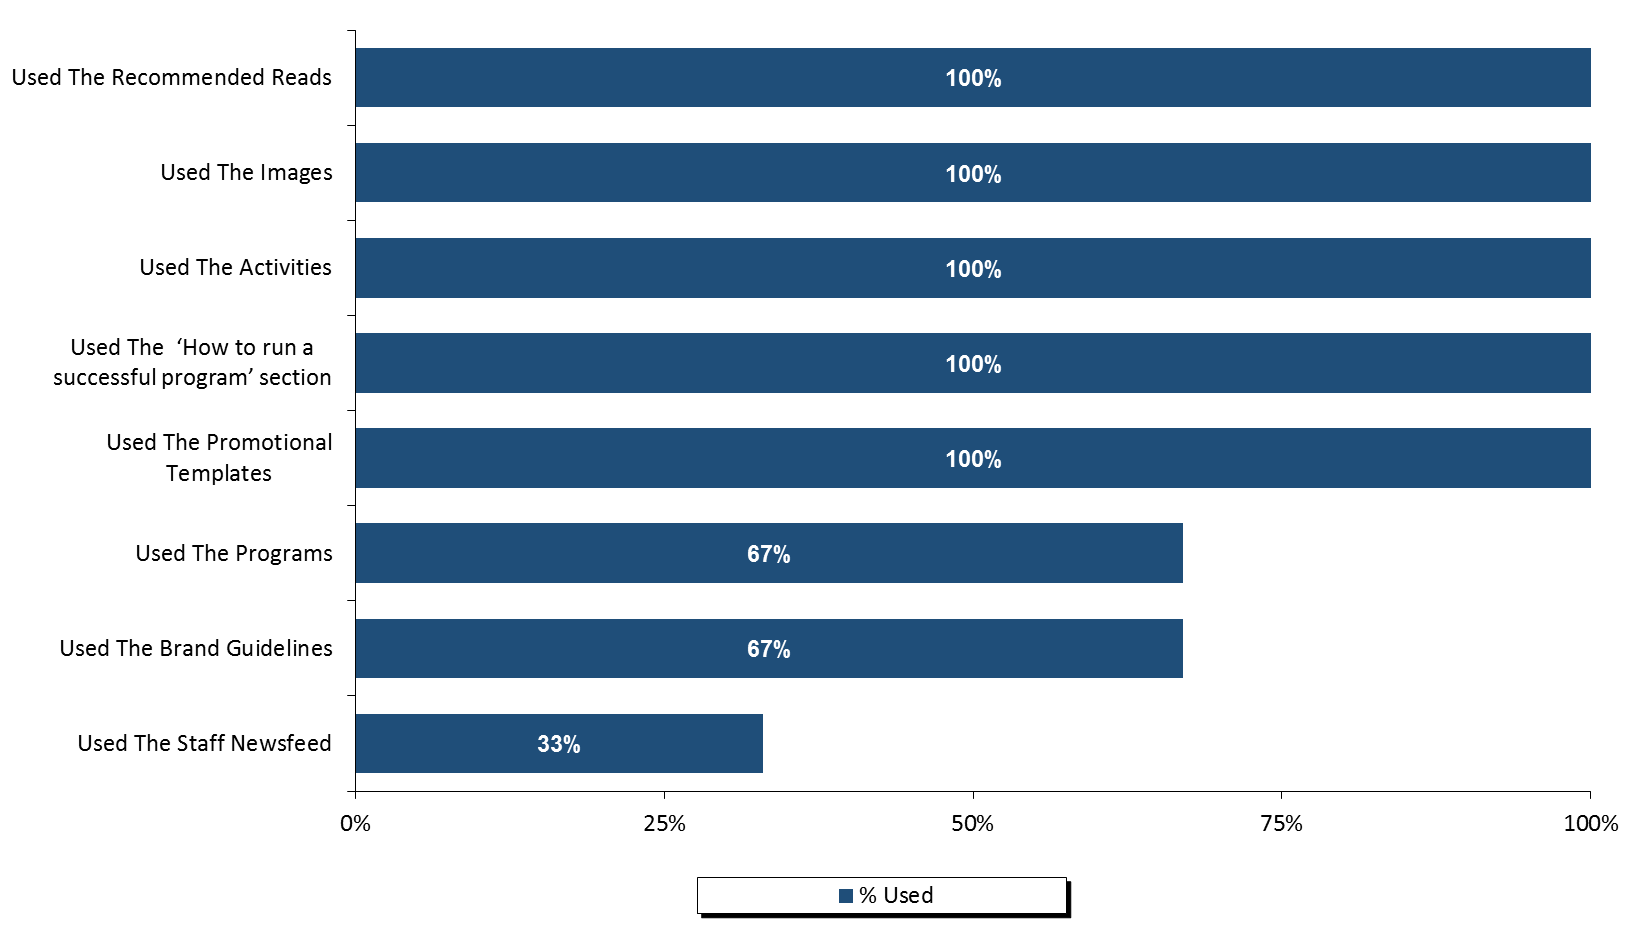 Used The Recommended Reads
100%
Used The Images
100%
Used The Activities
100%
Used The  ‘How to run a
successful program’ section
100%
Used The Promotional
Templates
100%
Used The Programs
67%
Used The Brand Guidelines
67%
Used The Staff Newsfeed
33%
0% 25% 50% 75% 100%
% Used